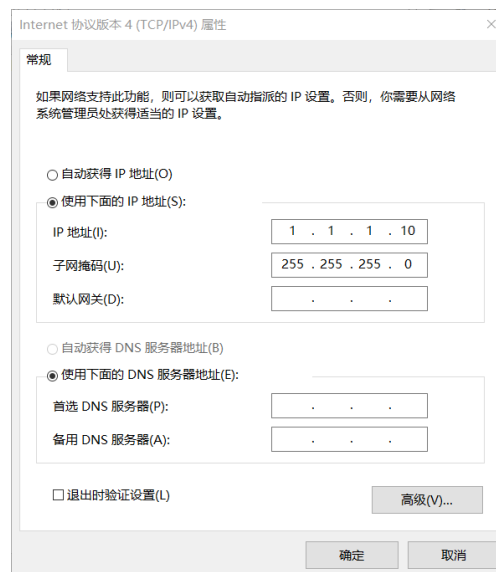 Internet 协议版本 4 (TCP/IPv4) 属性
常规
如果网络支持此功能，则可以获取自动指派的 IP 设置。否则，你需要从网络
系统管理员处获得适当的 IP 设置。
自动获得 IP 地址(O)
使用下面的 IP 地址(S):
IP 地址(I):
1 . 1 . 1 . 10
子网掩码(U):
255 . 255 . 255 . 0
默认网关(D):
. . .
自动获得 DNS 服务器地址(B)
使用下面的 DNS 服务器地址(E):
首选 DNS 服务器(P):
. . .
备用 DNS 服务器(A):
. . .
退出时验证设置(L)
高级(V)...
确定
取消